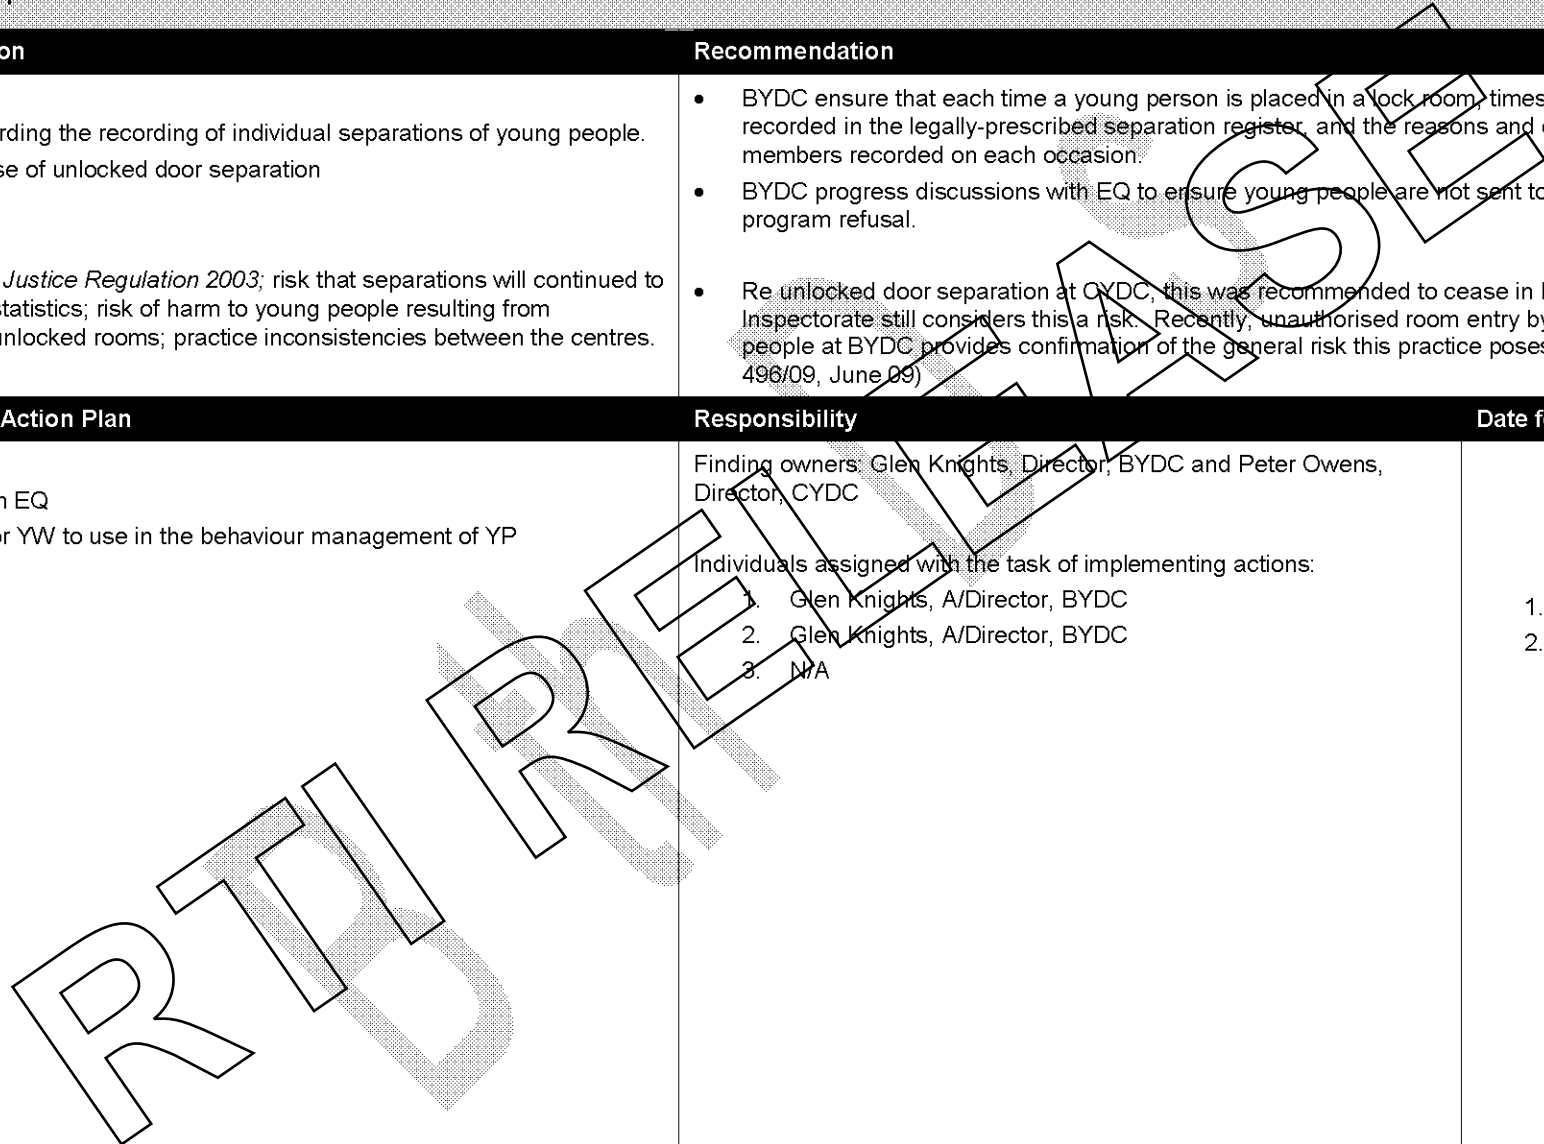 on
Recommendation
rding the recording of individual separations of young people.
se of unlocked door separation
Justice Regulation 2003; risk that separations will continued to
statistics; risk of harm to young people resulting from
unlocked rooms; practice inconsistencies between the centres.
• BYDC ensure that each time a young person is placed in a lock room, times
recorded in the legally-prescribed separation register, and the reasons and
members recorded on each occasion.
• BYDC progress discussions with EQ to ensure young people are not sent to
program refusal.
• Re unlocked door separation at CYDC, this was recommended to cease in
Inspectorate still considers this a risk. Recently, unauthorised room entry by
people at BYDC provides confirmation of the general risk this practice poses
496/09, June 09)
Action Plan
Responsibility
Date f
n EQ
or YW to use in the behaviour management of YP
Finding owners: Glen Knights, Director, BYDC and Peter Owens,
Director, CYDC
Individuals assigned with the task of implementing actions:
1. Glen Knights, A/Director, BYDC
2. Glen Knights, A/Director, BYDC
3. N/A
1.
2.
RTI RELEASE